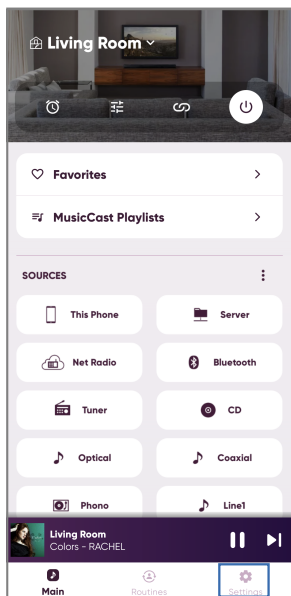 Living Room
Favorites
MusicCast Playlists
SOURCES
This Phone
Server
Net Radio
Bluetooth
Tuner
CD
Optical
Coaxial
Phono
Line1
Living Room
Colors - RACHEL
Main
Routines
Settings